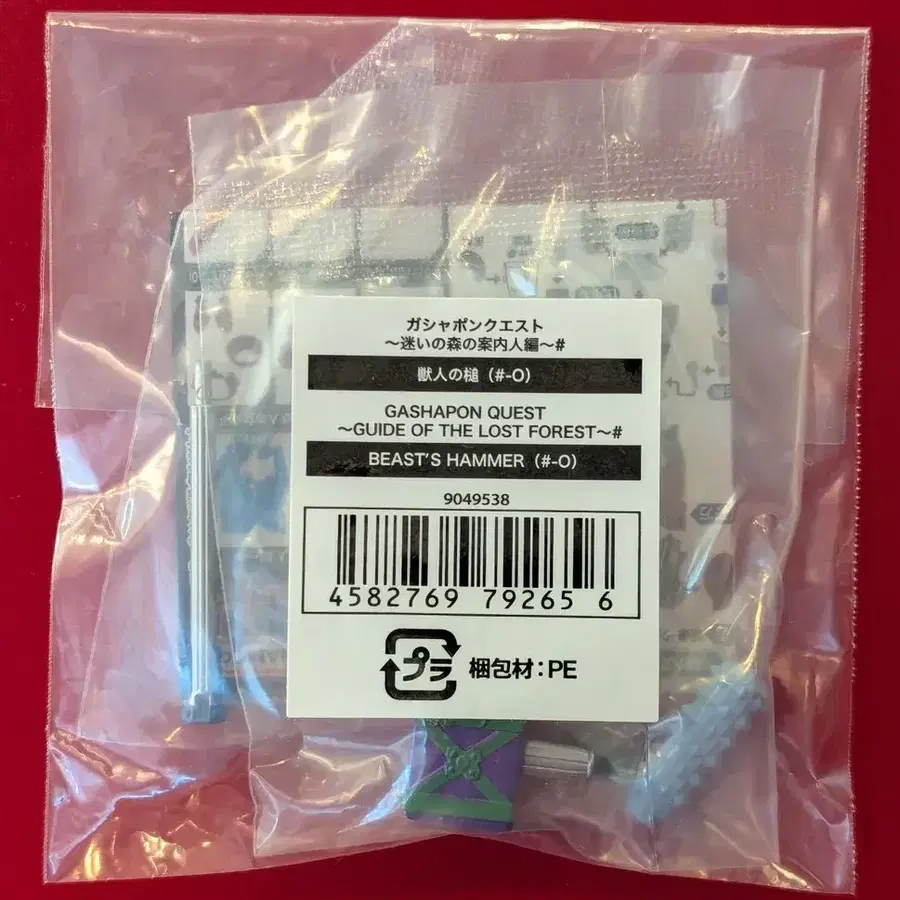 ガシャポンクエスト
～迷いの森の案内人編～#
獣人の槌（#-O）
GASHAPON QUEST
～GUIDE OF THE LOST FOREST～#
BEAST'S HAMMER（#-O）
9049538
4582769 79265 6
プラ 梱包材：PE